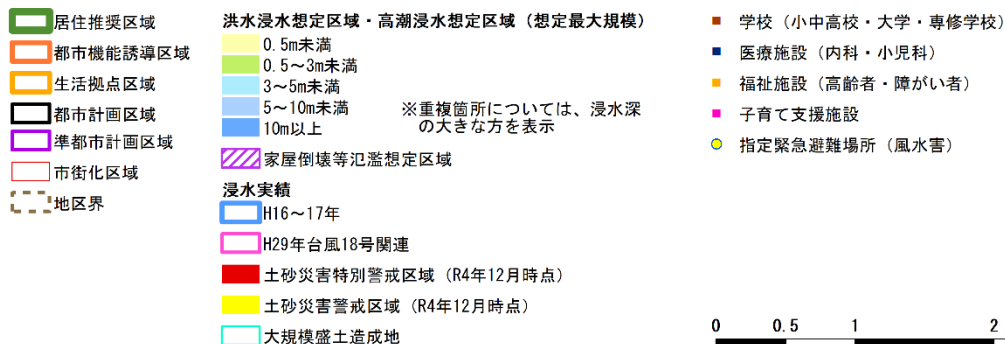 居住推奨区域
都市機能誘導区域
生活拠点区域
都市計画区域
準都市計画区域
市街化区域
地区界
洪水浸水想定区域・高潮浸水想定区域（想定最大規模）
0.5m未満
0.5～3m未満
3～5m未満
5～10m未満
10m以上
※重複箇所については、浸水深
の大きな方を表示
家屋倒壊等氾濫想定区域
浸水実績
H16～17年
H29年台風18号関連
土砂災害特別警戒区域（R4年12月時点）
土砂災害警戒区域（R4年12月時点）
大規模盛土造成地
学校（小中高校・大学・専修学校）
医療施設（内科・小児科）
福祉施設（高齢者・障がい者）
子育て支援施設
指定緊急避難場所（風水害）
0 0.5 1 2